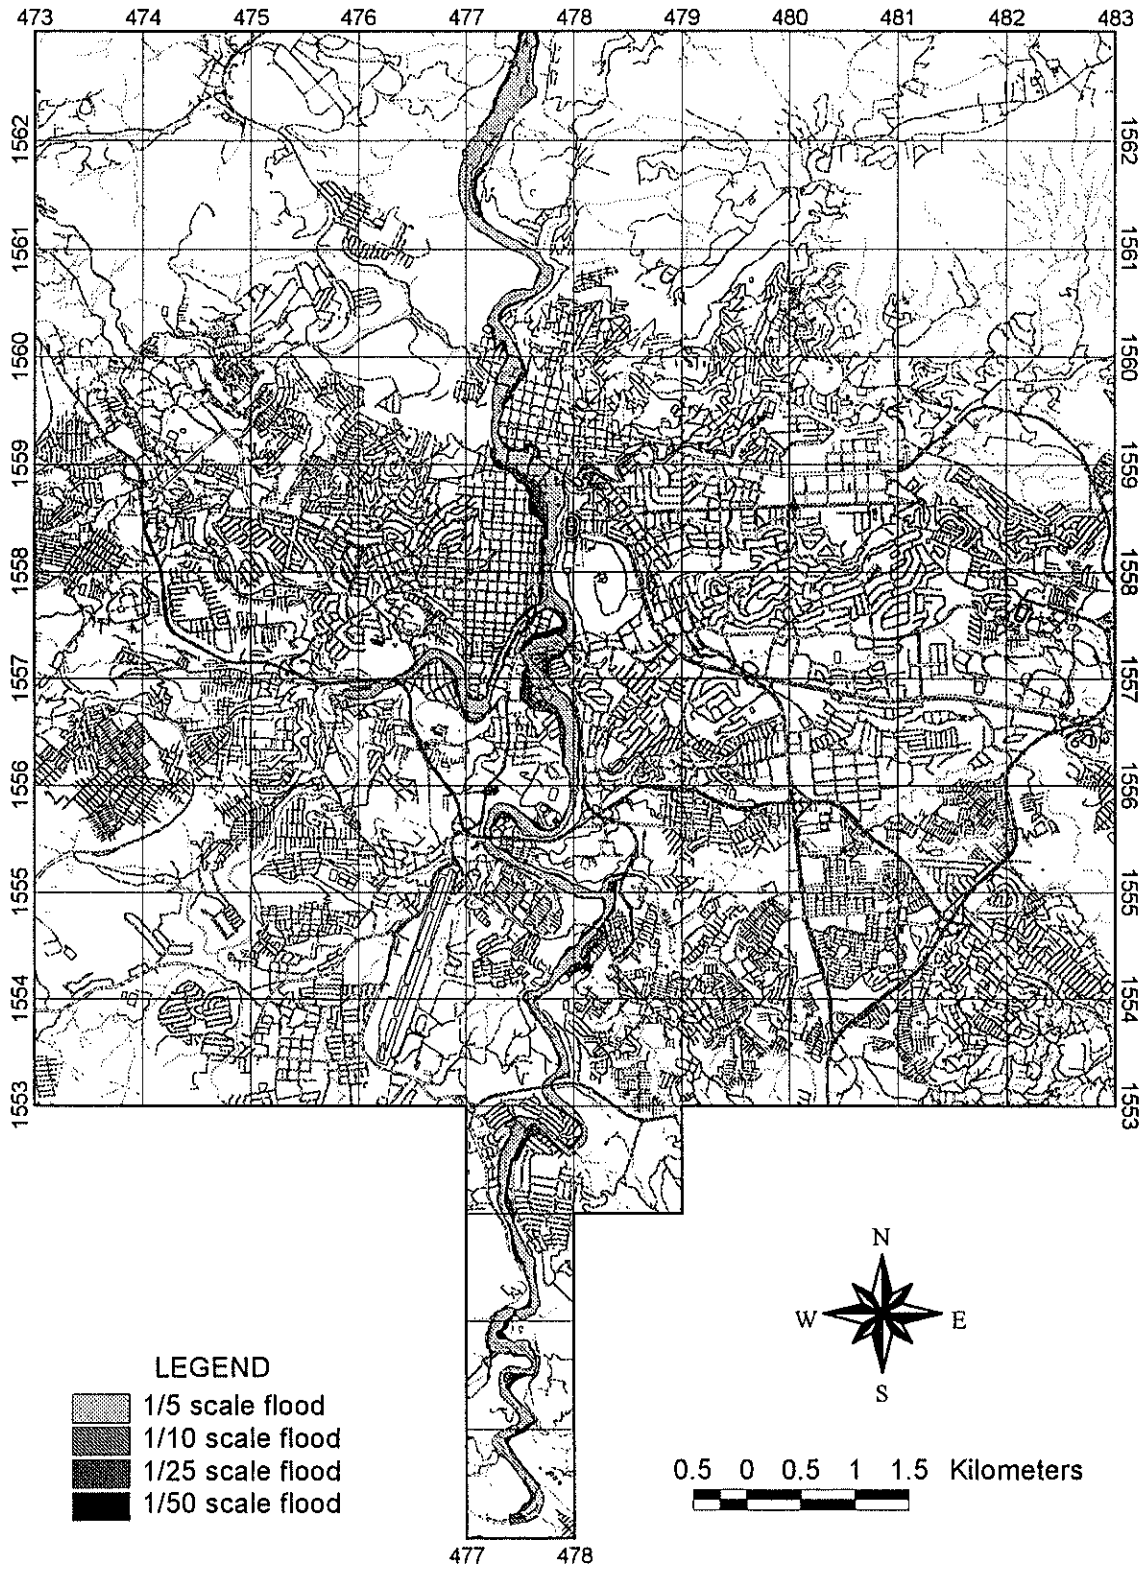 473 474 475 476 477 478 479 480 481 482 483
1562 1562
1561 1561
1560 1560
1559 1559
1558 1558
1557 1557
1556 1556
1555 1555
1554 1554
1553 1553
N
W E
S
LEGEND
1/5 scale flood
1/10 scale flood
1/25 scale flood
1/50 scale flood
0.5 0 0.5 1 1.5 Kilometers
477 478